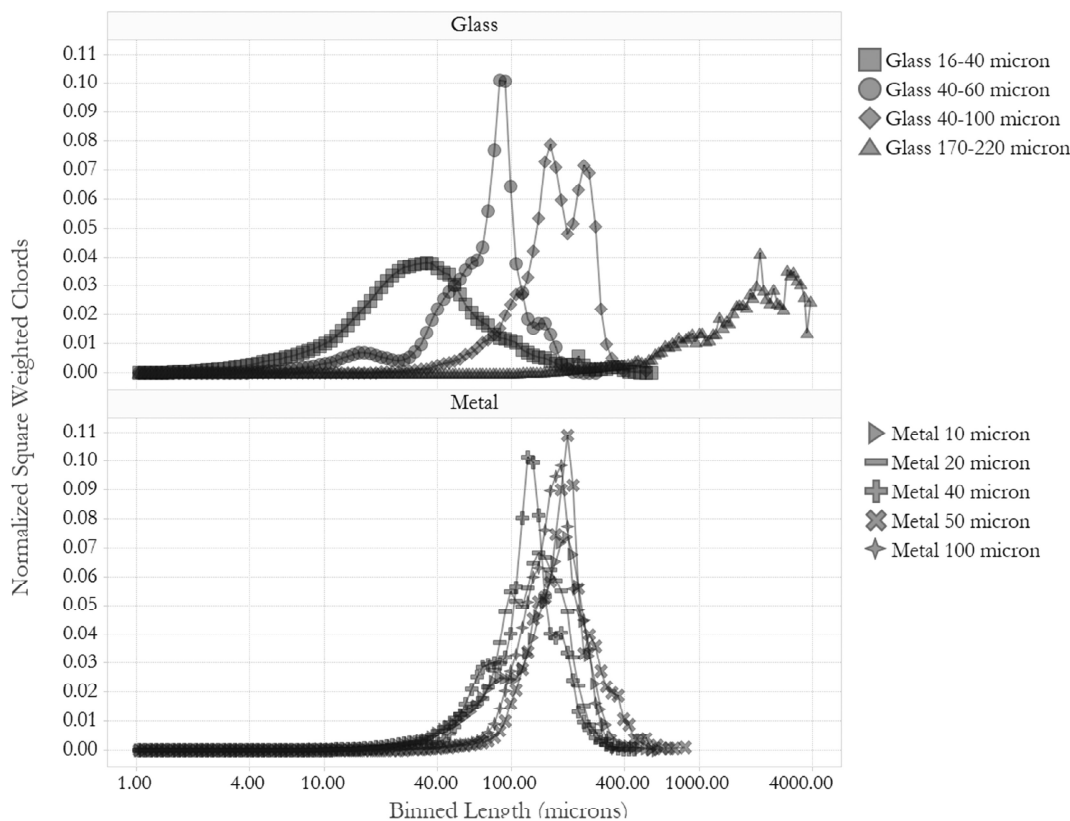 Glass
0.11
0.10
0.09
0.08
0.07
0.06
0.05
0.04
0.03
0.02
0.01
0.00
Glass 16-40 micron
Glass 40-60 micron
Glass 40-100 micron
Glass 170-220 micron
Normalized Square Weighted Chords
Metal
0.11
0.10
0.09
0.08
0.07
0.06
0.05
0.04
0.03
0.02
0.01
0.00
Metal 10 micron
Metal 20 micron
Metal 40 micron
Metal 50 micron
Metal 100 micron
1.00 4.00 10.00 40.00 100.00 400.00 1000.00 4000.00
Binned Length (microns)